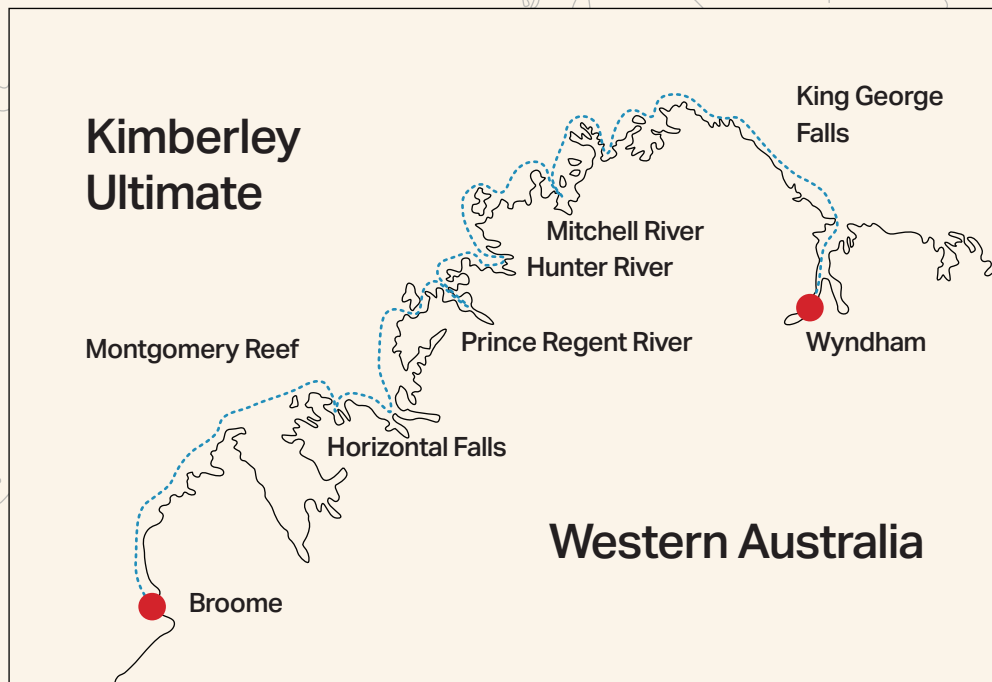 Kimberley
Ultimate
King George
Falls
Mitchell River
Hunter River
Prince Regent River
Wyndham
Montgomery Reef
Horizontal Falls
Western Australia
Broome